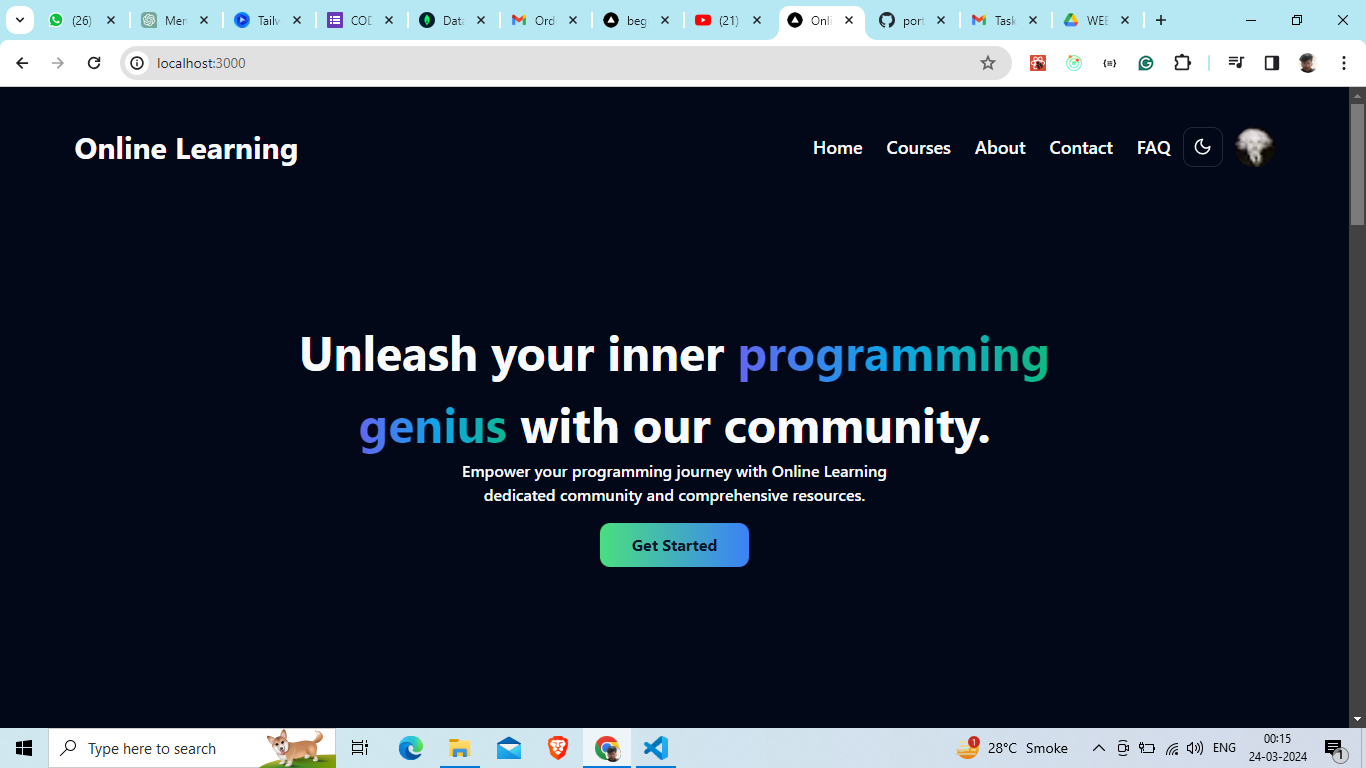 (26)
Mer
Tailw
COD
Data
Orde
beg
(21)
Onli
port
Task
WEB
localhost:3000
Online Learning
Home Courses About Contact FAQ
Unleash your inner programming
genius with our community.
Empower your programming journey with Online Learning
dedicated community and comprehensive resources.
Get Started
Type here to search
1
28°C Smoke
ENG
00:15
24-03-2024
1